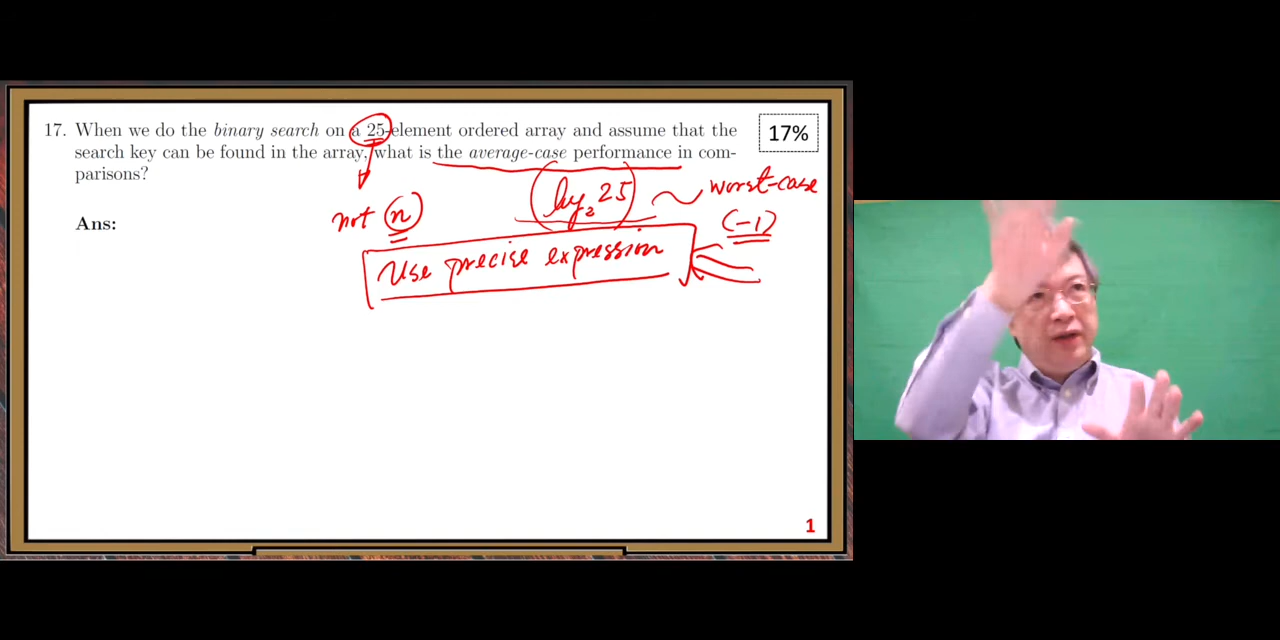 17. When we do the binary search on a 25-element ordered array and assume that the
search key can be found in the array, what is the average-case performance in com-
parisons?
17%
Ans:
not (n)
(log₂ 25)
worst-case
(-1)
Use precise expression
1